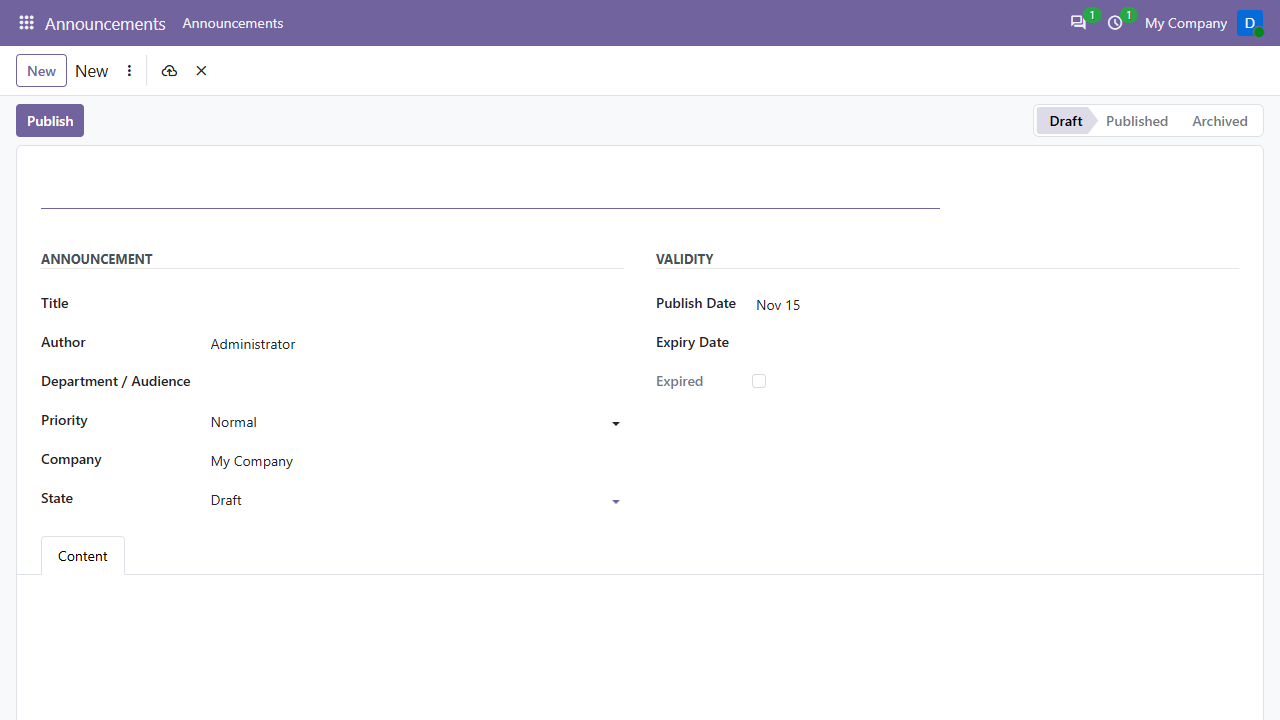 Announcements Announcements 1 1 My Company D
New New
Publish Draft Published Archived
ANNOUNCEMENT VALIDITY
Title Publish Date Nov 15
Author Administrator Expiry Date
Department / Audience Expired
Priority Normal
Company My Company
State Draft
Content